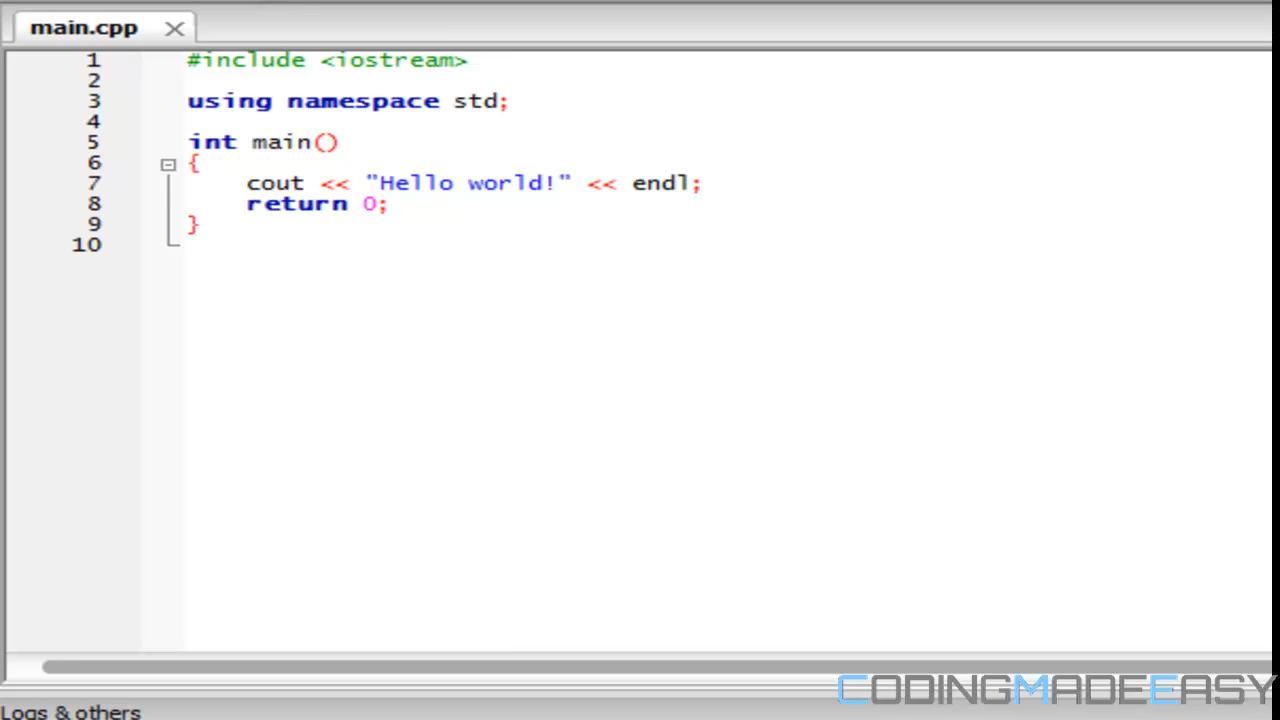 main.cpp
1 #include <iostream>
2
3 using namespace std;
4
5 int main()
6 {
7 cout << "Hello world!" << endl;
8 return 0;
9 }
10
CODINGMADEEASY
Logs & others